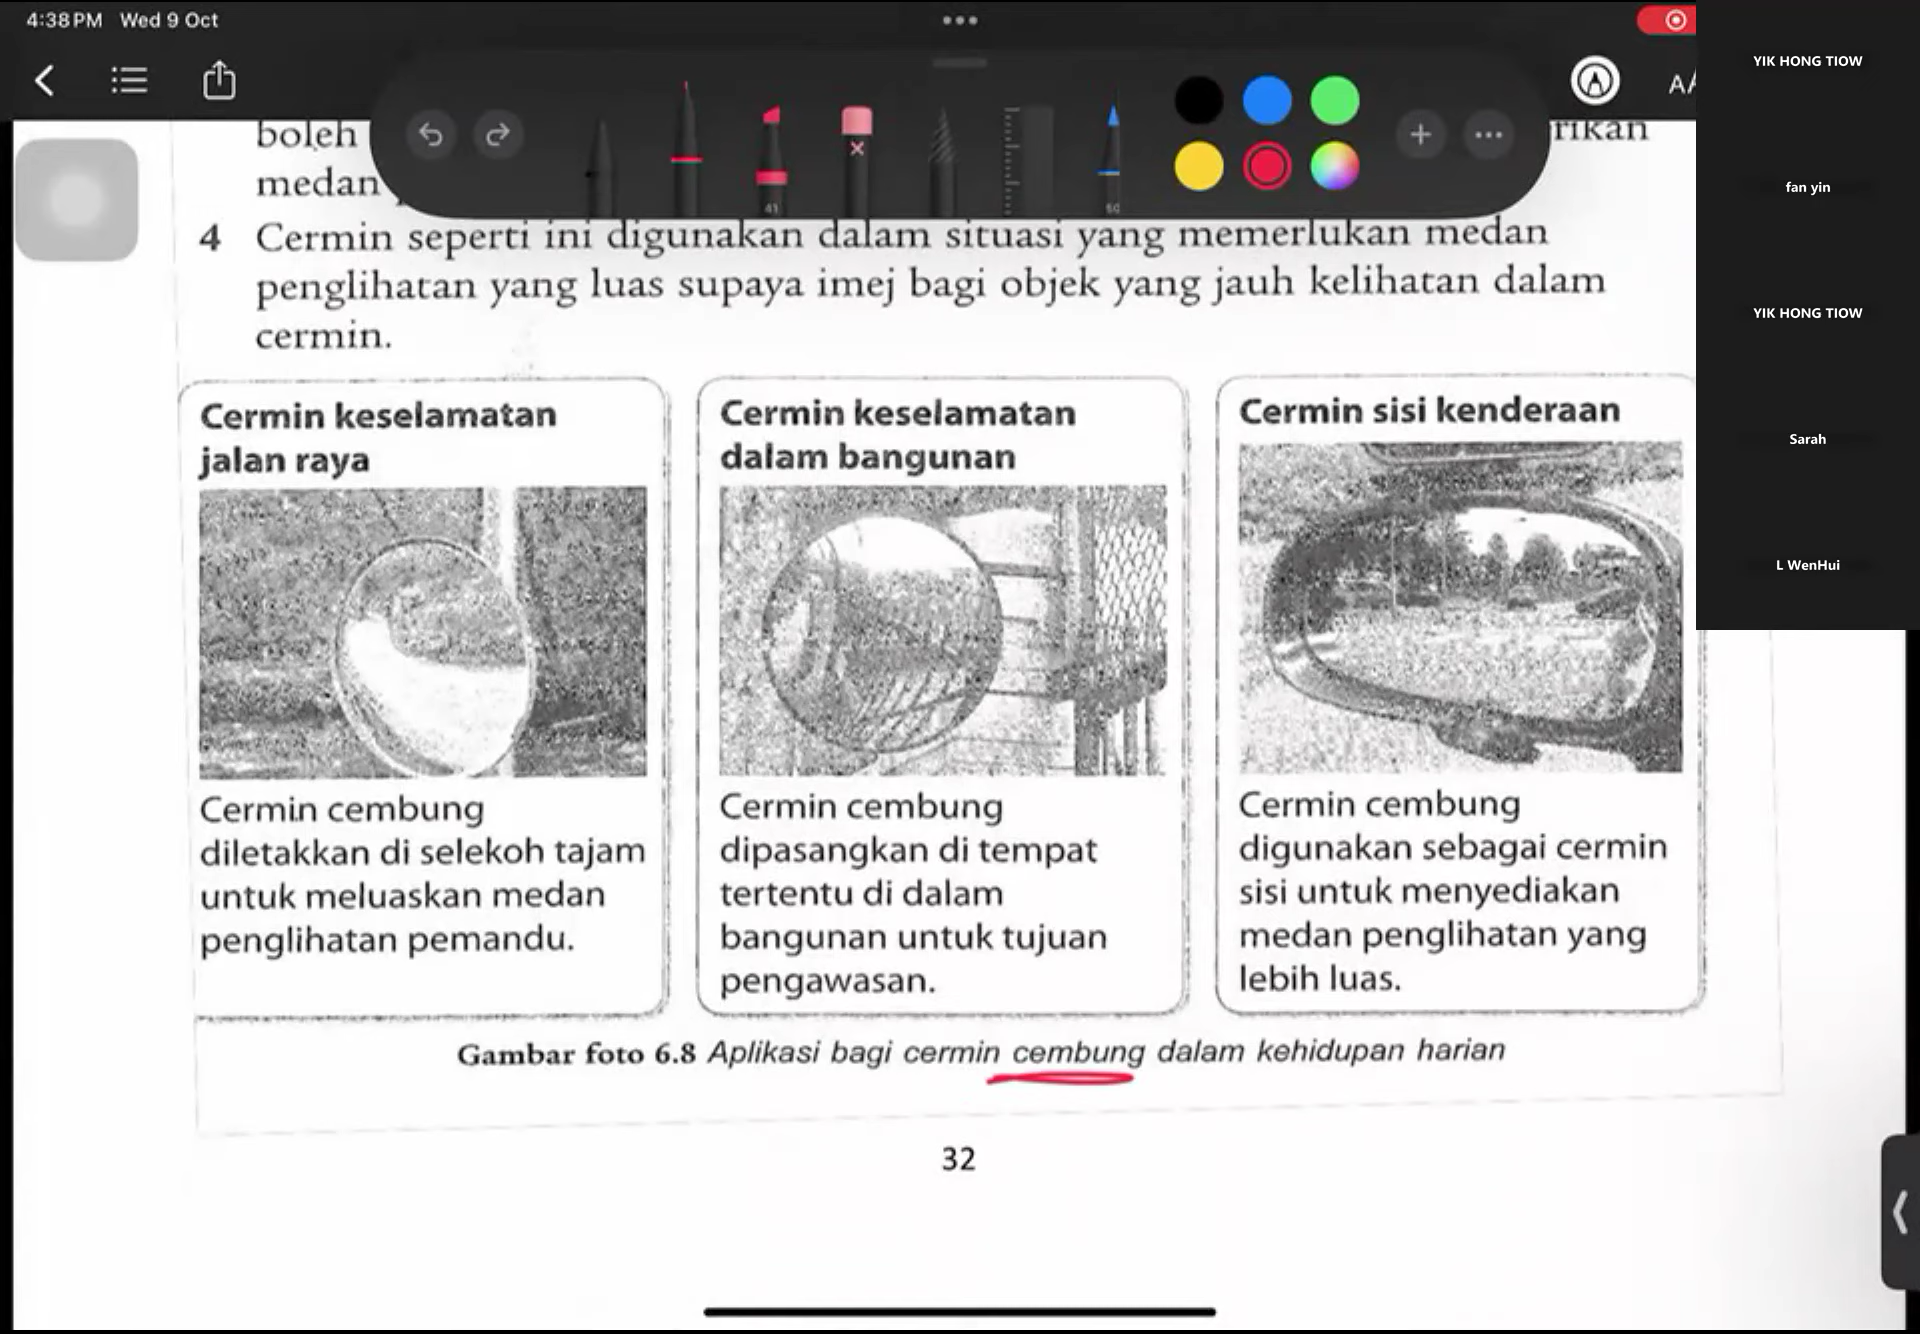 4:38 PM Wed 9 Oct
YIK HONG TIOW
fan yin
YIK HONG TIOW
Sarah
L WenHui
41
50
boleh
medan
4 Cermin seperti ini digunakan dalam situasi yang memerlukan medan
penglihatan yang luas supaya imej bagi objek yang jauh kelihatan dalam
cermin.
Cermin keselamatan
jalan raya
Cermin cembung
diletakkan di selekoh tajam
untuk meluaskan medan
penglihatan pemandu.
Cermin keselamatan
dalam bangunan
Cermin cembung
dipasangkan di tempat
tertentu di dalam
bangunan untuk tujuan
pengawasan.
Cermin sisi kenderaan
Cermin cembung
digunakan sebagai cermin
sisi untuk menyediakan
medan penglihatan yang
lebih luas.
Gambar foto 6.8 Aplikasi bagi cermin cembung dalam kehidupan harian
32